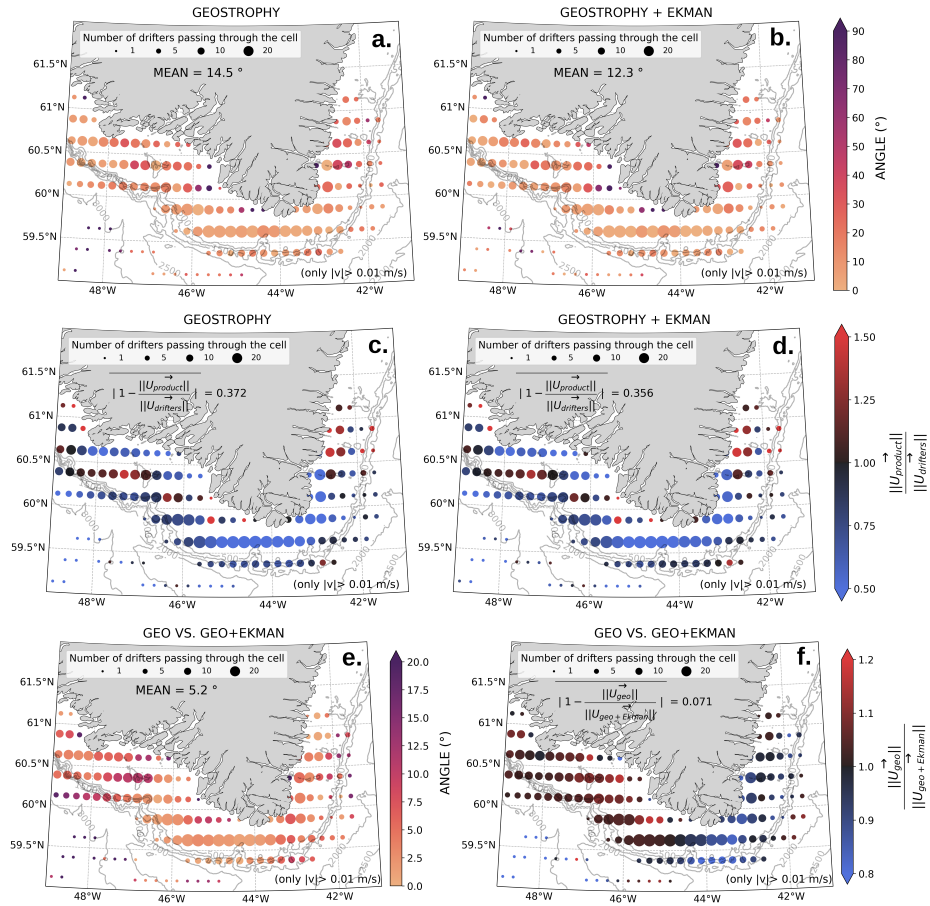 GEOSTROPHY
a.
Number of drifters passing through the cell
1 5 10 20
MEAN = 14.5 °
61.5°N
61°N
60.5°N
60°N
59.5°N
2500
2000
(only |v|> 0.01 m/s)
48°W 46°W 44°W 42°W
GEOSTROPHY + EKMAN
b.
Number of drifters passing through the cell
1 5 10 20
MEAN = 12.3 °
61.5°N
61°N
60.5°N
60°N
59.5°N
2500
2000
(only |v|> 0.01 m/s)
48°W 46°W 44°W 42°W
90
80
70
60
50
40
30
20
10
0
ANGLE (°)
GEOSTROPHY
c.
Number of drifters passing through the cell
1 5 10 20
| 1 − ||U_product|| / ||U_drifters|| | = 0.372
61.5°N
61°N
60.5°N
60°N
59.5°N
2000
2500
(only |v|> 0.01 m/s)
48°W 46°W 44°W 42°W
GEOSTROPHY + EKMAN
d.
Number of drifters passing through the cell
1 5 10 20
| 1 − ||U_product|| / ||U_drifters|| | = 0.356
61.5°N
61°N
60.5°N
60°N
59.5°N
2000
2500
(only |v|> 0.01 m/s)
48°W 46°W 44°W 42°W
1.50
1.25
1.00
0.75
0.50
||U_product||
||U_drifters||
GEO VS. GEO+EKMAN
e.
Number of drifters passing through the cell
1 5 10 20
MEAN = 5.2 °
61.5°N
61°N
60.5°N
60°N
59.5°N
2000
2500
(only |v|> 0.01 m/s)
48°W 46°W 44°W 42°W
20.0
17.5
15.0
12.5
10.0
7.5
5.0
2.5
0.0
ANGLE (°)
GEO VS. GEO+EKMAN
f.
Number of drifters passing through the cell
1 5 10 20
| 1 − ||U_geo|| / ||U_geo+Ekman|| | = 0.071
61.5°N
61°N
60.5°N
60°N
59.5°N
2000
2500
(only |v|> 0.01 m/s)
48°W 46°W 44°W 42°W
1.2
1.1
1.0
0.9
0.8
||U_geo||
||U_geo+Ekman||